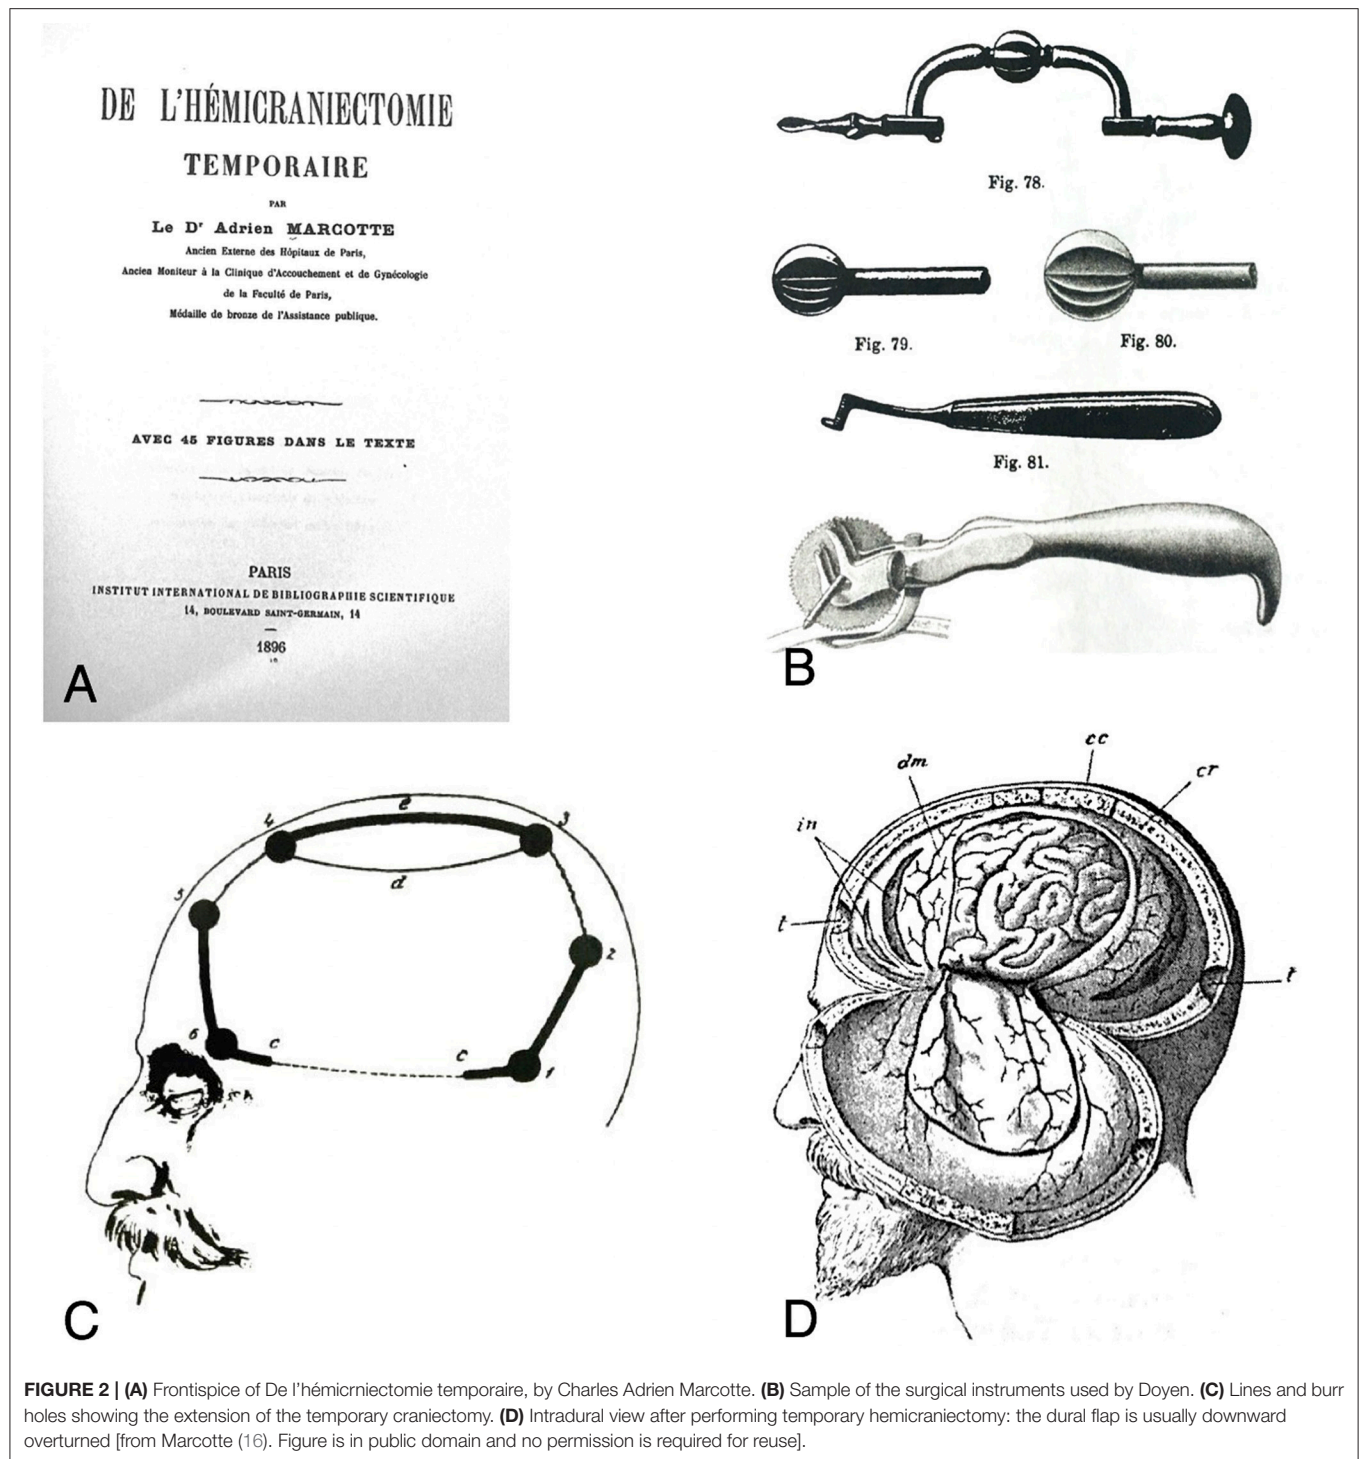 DE L'HÉMICRANIECTOMIE
TEMPORAIRE
PAR
Le Dr Adrien MARCOTTE
Ancien Externe des Hôpitaux de Paris,
Ancien Moniteur à la Clinique d'Accouchement et de Gynécologie
de la Faculté de Paris,
Médaille de bronze de l'Assistance publique.
AVEC 45 FIGURES DANS LE TEXTE
PARIS
INSTITUT INTERNATIONAL DE BIBLIOGRAPHIE SCIENTIFIQUE
14, BOULEVARD SAINT-GERMAIN, 14
1896
A
Fig. 78.
Fig. 79.
Fig. 80.
Fig. 81.
B
e
4
3
d
5
2
6
c
c
1
A
C
cc
dm
cr
in
t
t
D
FIGURE 2 | (A) Frontispice of De l'hémicrniectomie temporaire, by Charles Adrien Marcotte. (B) Sample of the surgical instruments used by Doyen. (C) Lines and burr
holes showing the extension of the temporary craniectomy. (D) Intradural view after performing temporary hemicraniectomy: the dural flap is usually downward
overturned [from Marcotte (16). Figure is in public domain and no permission is required for reuse].